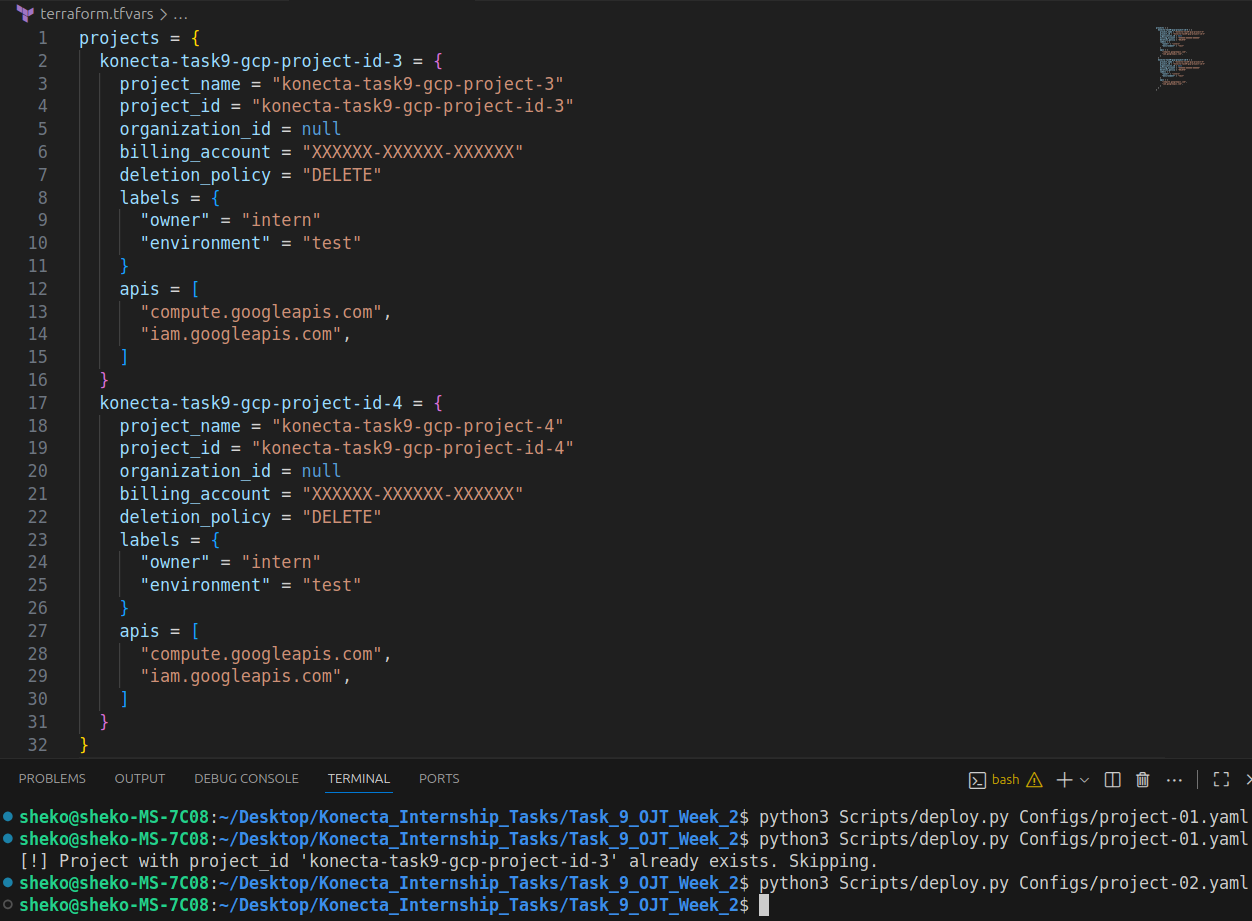 terraform.tfvars > ...
1 projects = {
2 konecta-task9-gcp-project-id-3 = {
3 project_name = "konecta-task9-gcp-project-3"
4 project_id = "konecta-task9-gcp-project-id-3"
5 organization_id = null
6 billing_account = "XXXXXX-XXXXXX-XXXXXX"
7 deletion_policy = "DELETE"
8 labels = {
9 "owner" = "intern"
10 "environment" = "test"
11 }
12 apis = [
13 "compute.googleapis.com",
14 "iam.googleapis.com",
15 ]
16 }
17 konecta-task9-gcp-project-id-4 = {
18 project_name = "konecta-task9-gcp-project-4"
19 project_id = "konecta-task9-gcp-project-id-4"
20 organization_id = null
21 billing_account = "XXXXXX-XXXXXX-XXXXXX"
22 deletion_policy = "DELETE"
23 labels = {
24 "owner" = "intern"
25 "environment" = "test"
26 }
27 apis = [
28 "compute.googleapis.com",
29 "iam.googleapis.com",
30 ]
31 }
32 }
PROBLEMS OUTPUT DEBUG CONSOLE TERMINAL PORTS bash
sheko@sheko-MS-7C08:~/Desktop/Konecta_Internship_Tasks/Task_9_OJT_Week_2$ python3 Scripts/deploy.py Configs/project-01.yaml
sheko@sheko-MS-7C08:~/Desktop/Konecta_Internship_Tasks/Task_9_OJT_Week_2$ python3 Scripts/deploy.py Configs/project-01.yaml
[!] Project with project_id 'konecta-task9-gcp-project-id-3' already exists. Skipping.
sheko@sheko-MS-7C08:~/Desktop/Konecta_Internship_Tasks/Task_9_OJT_Week_2$ python3 Scripts/deploy.py Configs/project-02.yaml
sheko@sheko-MS-7C08:~/Desktop/Konecta_Internship_Tasks/Task_9_OJT_Week_2$